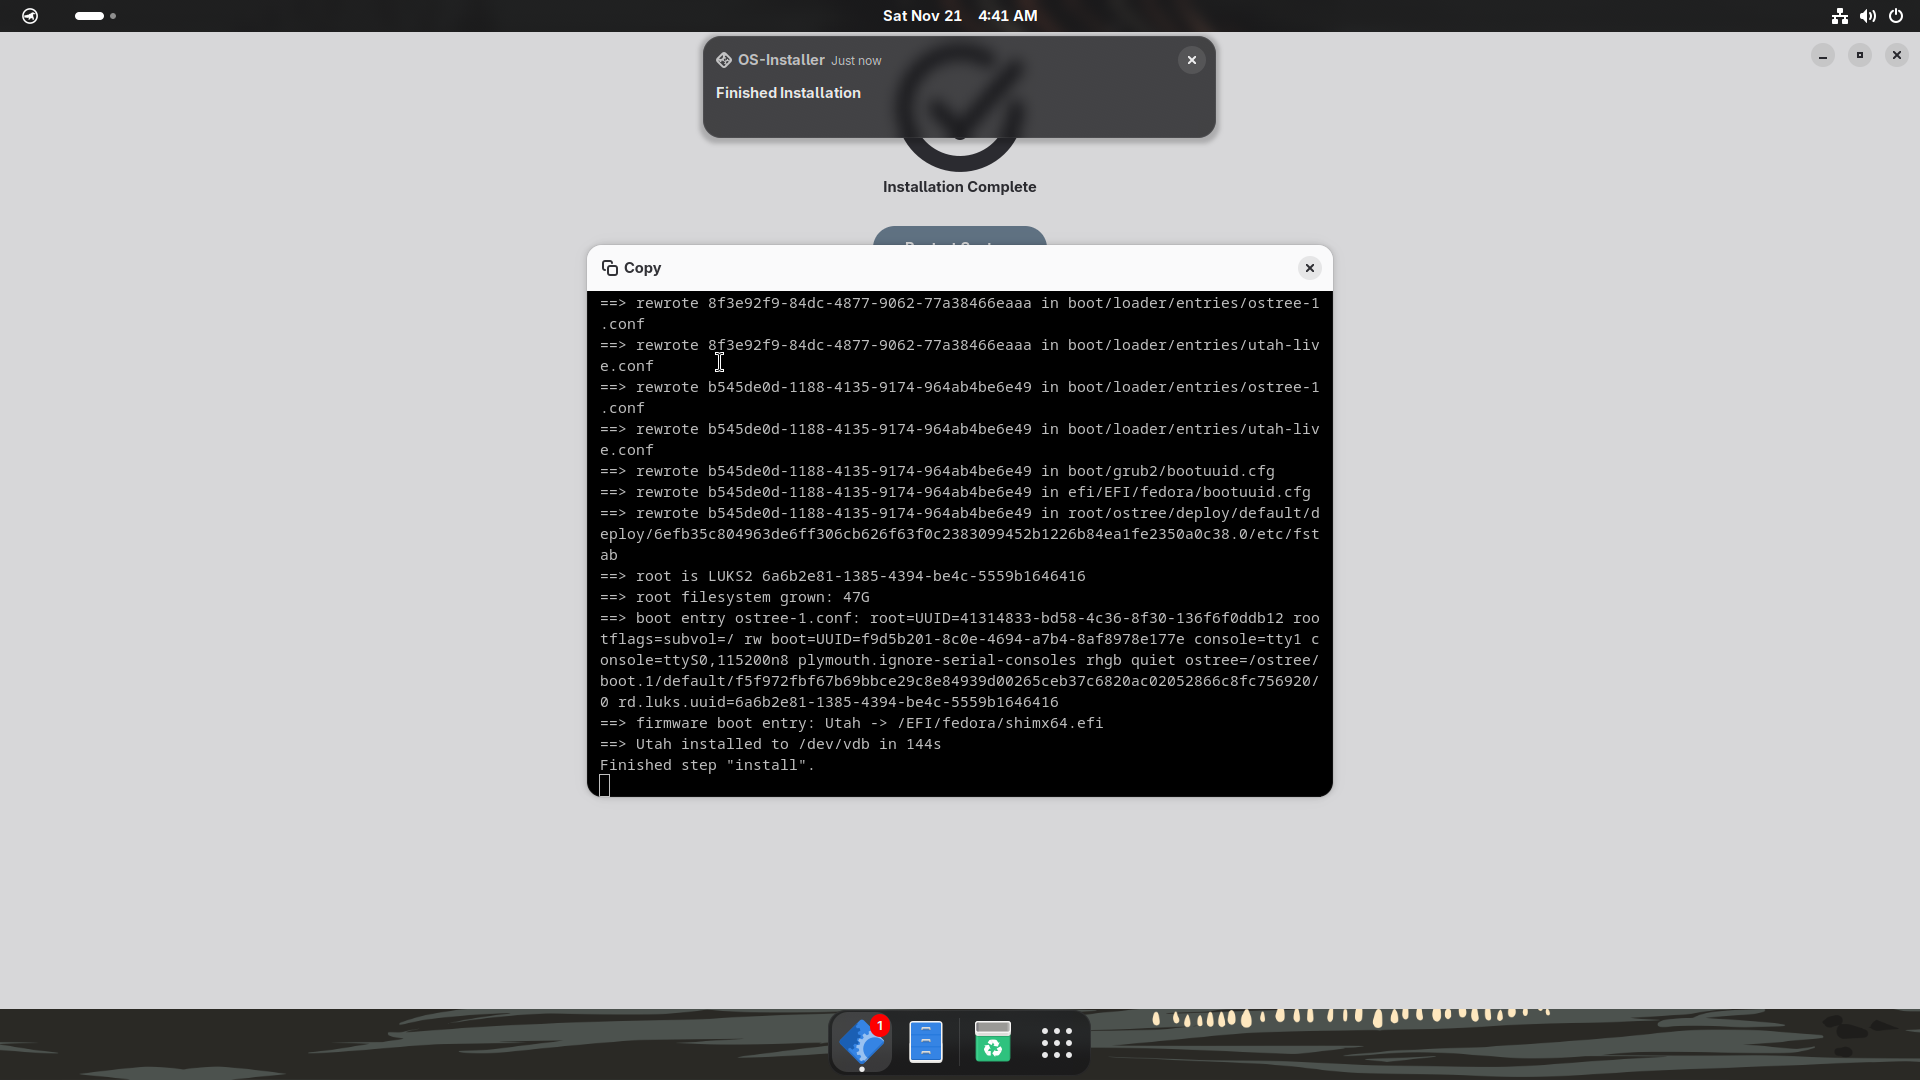 Sat Nov 21 4:41 AM
OS-Installer Just now
Finished Installation
Installation Complete
Copy
==> rewrote 8f3e92f9-84dc-4877-9062-77a38466eaaa in boot/loader/entries/ostree-1
.conf
==> rewrote 8f3e92f9-84dc-4877-9062-77a38466eaaa in boot/loader/entries/utah-liv
e.conf
==> rewrote b545de0d-1188-4135-9174-964ab4be6e49 in boot/loader/entries/ostree-1
.conf
==> rewrote b545de0d-1188-4135-9174-964ab4be6e49 in boot/loader/entries/utah-liv
e.conf
==> rewrote b545de0d-1188-4135-9174-964ab4be6e49 in boot/grub2/bootuuid.cfg
==> rewrote b545de0d-1188-4135-9174-964ab4be6e49 in efi/EFI/fedora/bootuuid.cfg
==> rewrote b545de0d-1188-4135-9174-964ab4be6e49 in root/ostree/deploy/default/d
eploy/6efb35c804963de6ff306cb626f63f0c2383099452b1226b84ea1fe2350a0c38.0/etc/fst
ab
==> root is LUKS2 6a6b2e81-1385-4394-be4c-5559b1646416
==> root filesystem grown: 47G
==> boot entry ostree-1.conf: root=UUID=41314833-bd58-4c36-8f30-136f6f0ddb12 roo
tflags=subvol=/ rw boot=UUID=f9d5b201-8c0e-4694-a7b4-8af8978e177e console=tty1 c
onsole=ttyS0,115200n8 plymouth.ignore-serial-consoles rhgb quiet ostree=/ostree/
boot.1/default/f5f972fbf67b69bbce29c8e84939d00265ceb37c6820ac02052866c8fc756920/
0 rd.luks.uuid=6a6b2e81-1385-4394-be4c-5559b1646416
==> firmware boot entry: Utah -> /EFI/fedora/shimx64.efi
==> Utah installed to /dev/vdb in 144s
Finished step "install".
1